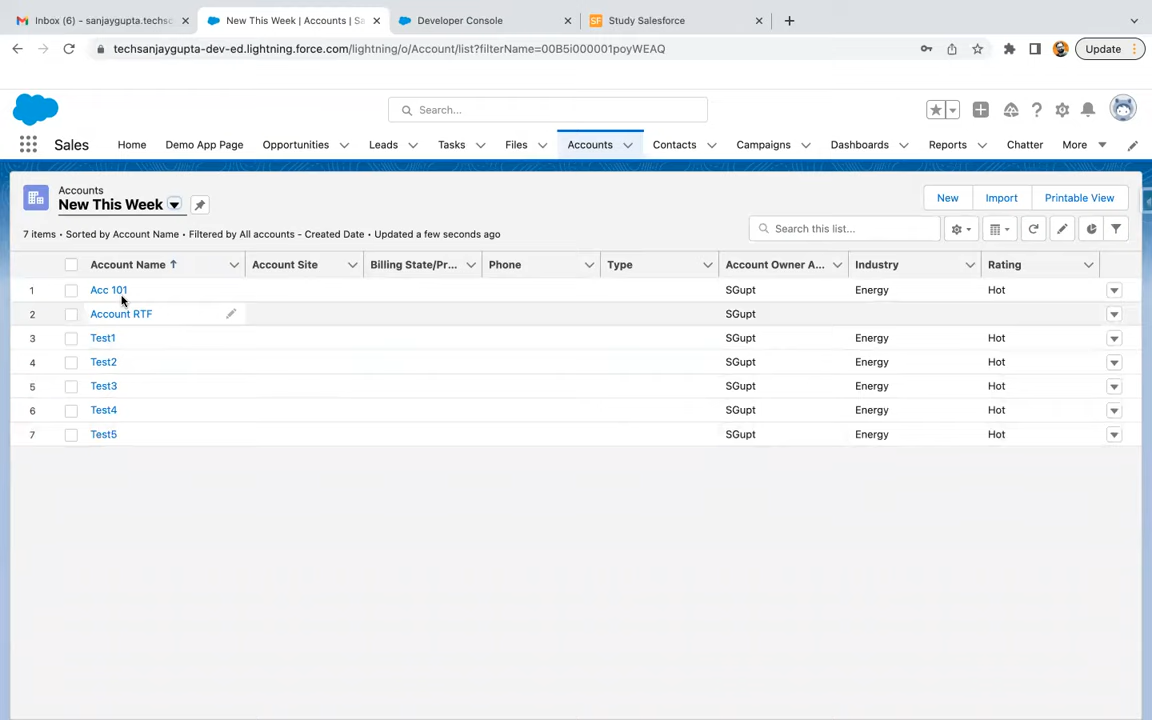 Inbox (6) - sanjaygupta.techsc
New This Week | Accounts | Sa
Developer Console
SF Study Salesforce
techsanjaygupta-dev-ed.lightning.force.com/lightning/o/Account/list?filterName=00B5i000001poyWEAQ
Update
Search...
Sales Home Demo App Page Opportunities Leads Tasks Files Accounts Contacts Campaigns Dashboards Reports Chatter More
Accounts
New This Week
New Import Printable View
7 items • Sorted by Account Name • Filtered by All accounts - Created Date • Updated a few seconds ago
Search this list...
Account Name Account Site Billing State/Pr... Phone Type Account Owner A... Industry Rating
1 Acc 101 SGupt Energy Hot
2 Account RTF SGupt
3 Test1 SGupt Energy Hot
4 Test2 SGupt Energy Hot
5 Test3 SGupt Energy Hot
6 Test4 SGupt Energy Hot
7 Test5 SGupt Energy Hot